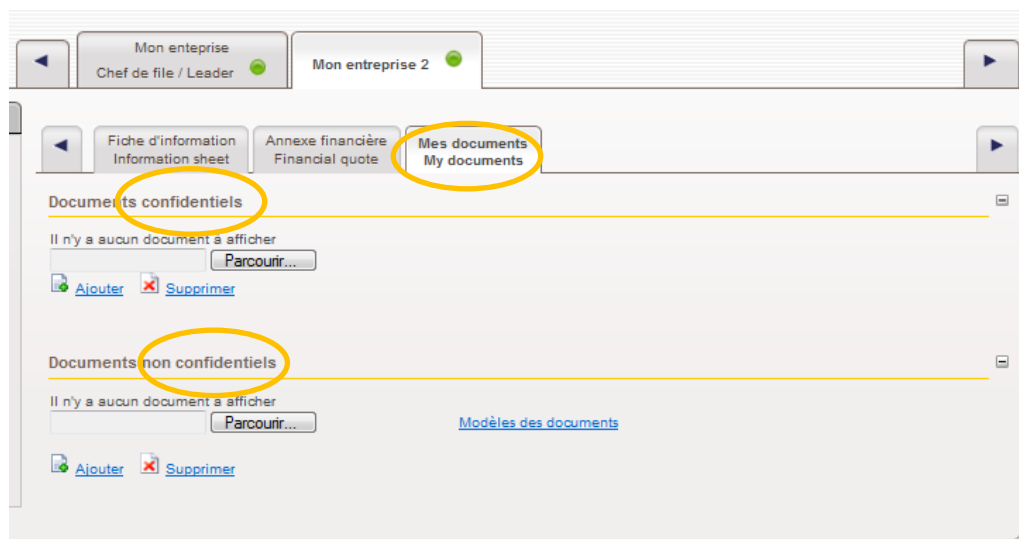 Mon enteprise
Chef de file / Leader
Mon entreprise 2
Fiche d'information
Information sheet
Annexe financière
Financial quote
Mes documents
My documents
Documents confidentiels
Il n'y a aucun document à afficher
Parcourir...
Ajouter Supprimer
Documents non confidentiels
Il n'y a aucun document à afficher
Parcourir... Modèles des documents
Ajouter Supprimer